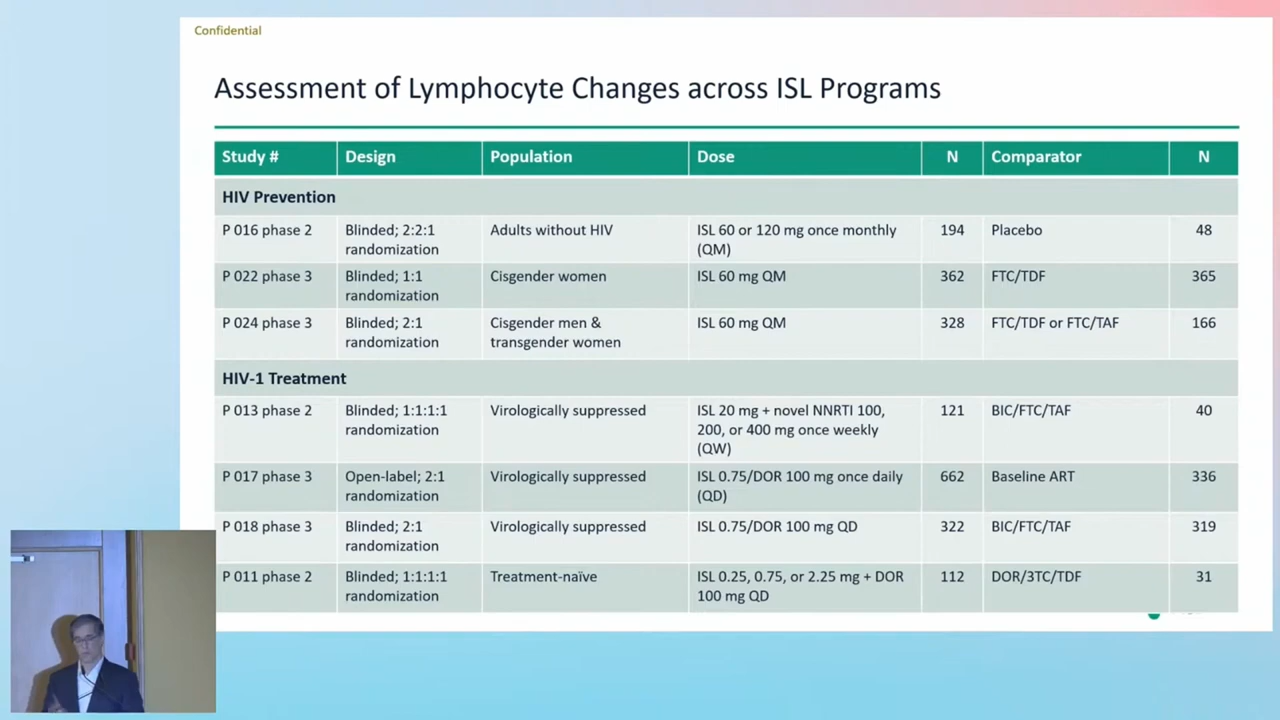 Confidential
Assessment of Lymphocyte Changes across ISL Programs
Study # Design Population Dose N Comparator N
HIV Prevention
P 016 phase 2 Blinded; 2:2:1 Adults without HIV ISL 60 or 120 mg once monthly 194 Placebo 48
randomization (QM)
P 022 phase 3 Blinded; 1:1 Cisgender women ISL 60 mg QM 362 FTC/TDF 365
randomization
P 024 phase 3 Blinded; 2:1 Cisgender men & ISL 60 mg QM 328 FTC/TDF or FTC/TAF 166
randomization transgender women
HIV-1 Treatment
P 013 phase 2 Blinded; 1:1:1:1 Virologically suppressed ISL 20 mg + novel NNRTI 100, 121 BIC/FTC/TAF 40
randomization 200, or 400 mg once weekly
(QW)
P 017 phase 3 Open-label; 2:1 Virologically suppressed ISL 0.75/DOR 100 mg once daily 662 Baseline ART 336
randomization (QD)
P 018 phase 3 Blinded; 2:1 Virologically suppressed ISL 0.75/DOR 100 mg QD 322 BIC/FTC/TAF 319
randomization
P 011 phase 2 Blinded; 1:1:1:1 Treatment-naïve ISL 0.25, 0.75, or 2.25 mg + DOR 112 DOR/3TC/TDF 31
randomization 100 mg QD